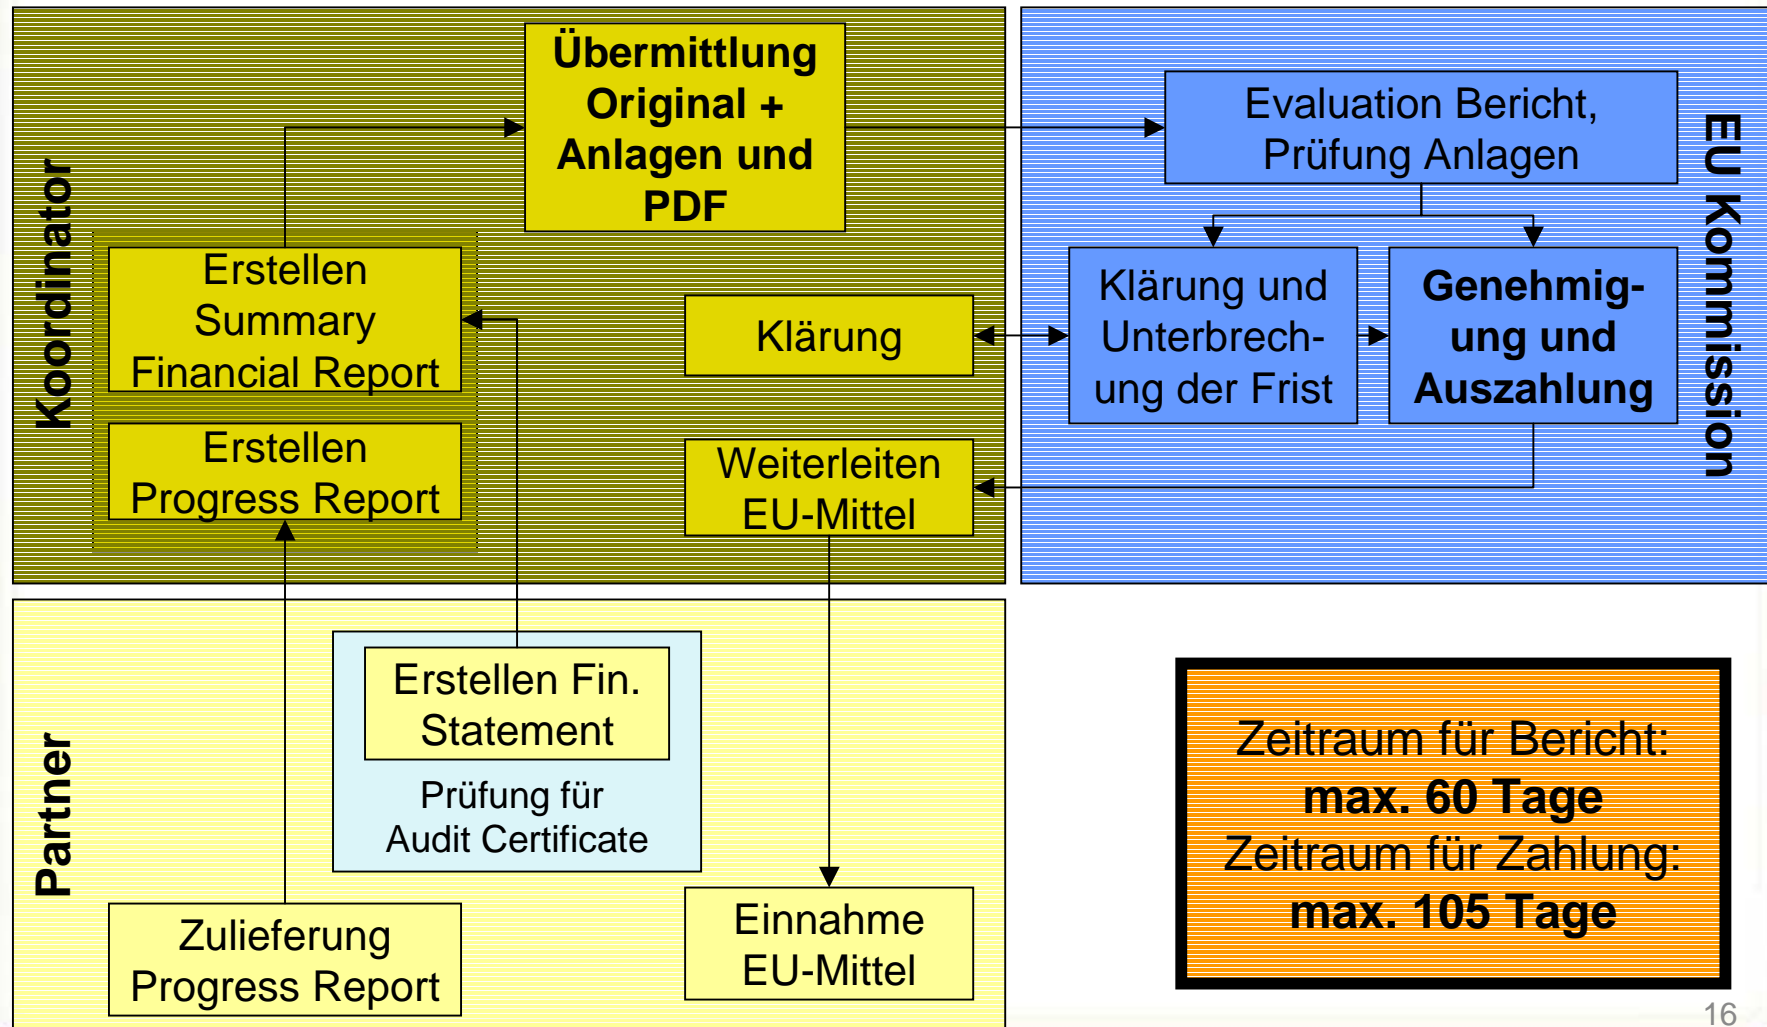 Koordinator
Übermittlung
Original +
Anlagen und
PDF
Erstellen
Summary
Financial Report
Erstellen
Progress Report
Klärung
Weiterleiten
EU-Mittel
EU Kommission
Evaluation Bericht,
Prüfung Anlagen
Klärung und
Unterbrech-
ung der Frist
Genehmig-
ung und
Auszahlung
Partner
Erstellen Fin.
Statement
Prüfung für
Audit Certificate
Zulieferung
Progress Report
Einnahme
EU-Mittel
Zeitraum für Bericht:
max. 60 Tage
Zeitraum für Zahlung:
max. 105 Tage
16